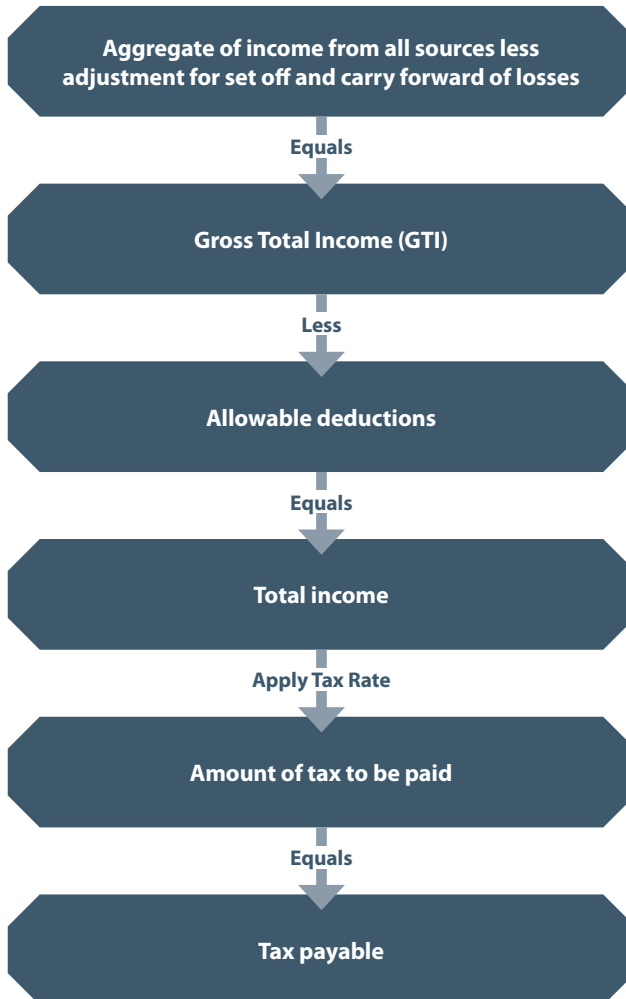 Aggregate of income from all sources less
adjustment for set off and carry forward of losses
Equals
Gross Total Income (GTI)
Less
Allowable deductions
Equals
Total income
Apply Tax Rate
Amount of tax to be paid
Equals
Tax payable